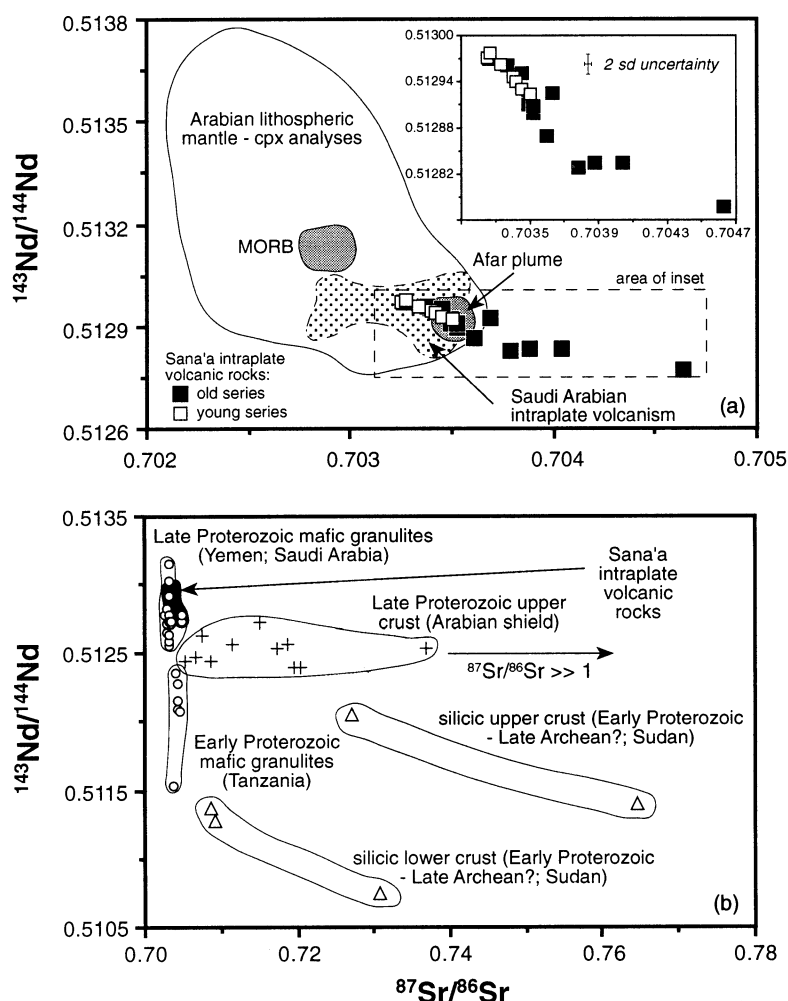 0.5138
0.5135
0.5132
0.5129
0.5126
143Nd/144Nd
0.702
0.703
0.704
0.705
Arabian lithospheric
mantle - cpx analyses
MORB
Afar plume
area of inset
Saudi Arabian
intraplate volcanism
Sana'a intraplate
volcanic rocks:
old series
young series
(a)
0.51300
0.51294
0.51288
0.51282
0.7035
0.7039
0.7043
0.7047
2 sd uncertainty
0.5135
0.5125
0.5115
0.5105
143Nd/144Nd
Late Proterozoic mafic granulites
(Yemen; Saudi Arabia)
Sana'a
intraplate
volcanic
rocks
Late Proterozoic upper
crust (Arabian shield)
87Sr/86Sr >> 1
Early Proterozoic
mafic granulites
(Tanzania)
silicic upper crust (Early Proterozoic
- Late Archean?; Sudan)
silicic lower crust (Early Proterozoic
- Late Archean?; Sudan)
(b)
0.70
0.72
0.74
0.76
0.78
87Sr/86Sr